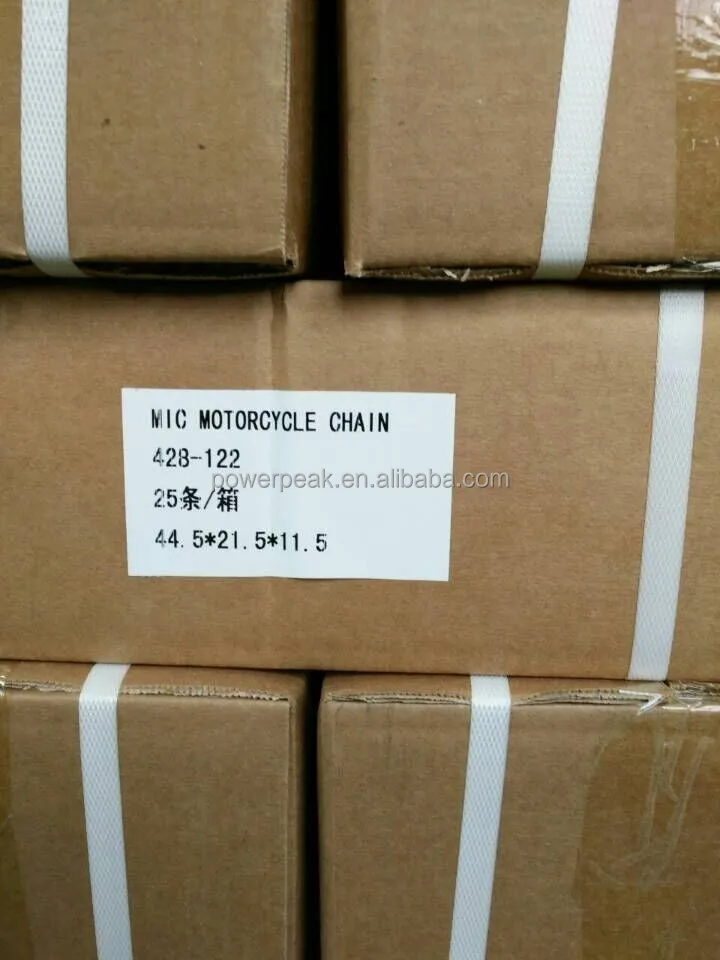 MIC MOTORCYCLE CHAIN
428-122
powerpeak.en.alibaba.com
25条/箱
44.5*21.5*11.5